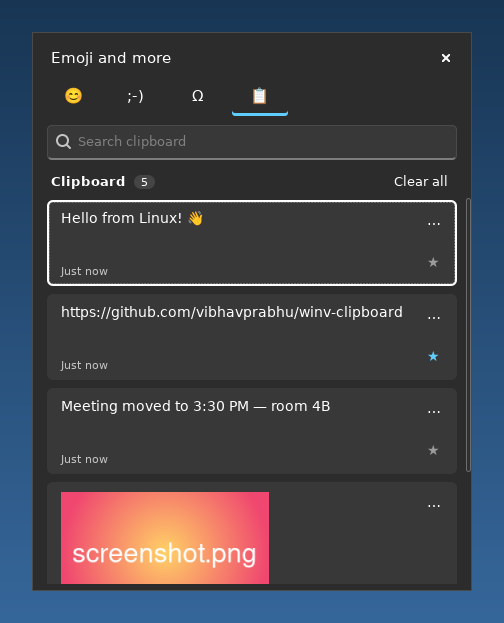 Emoji and more
;-)
Ω
Search clipboard
Clipboard 5 Clear all
Hello from Linux! 👋
Just now
https://github.com/vibhavprabhu/winv-clipboard
Just now
Meeting moved to 3:30 PM — room 4B
Just now
screenshot.png